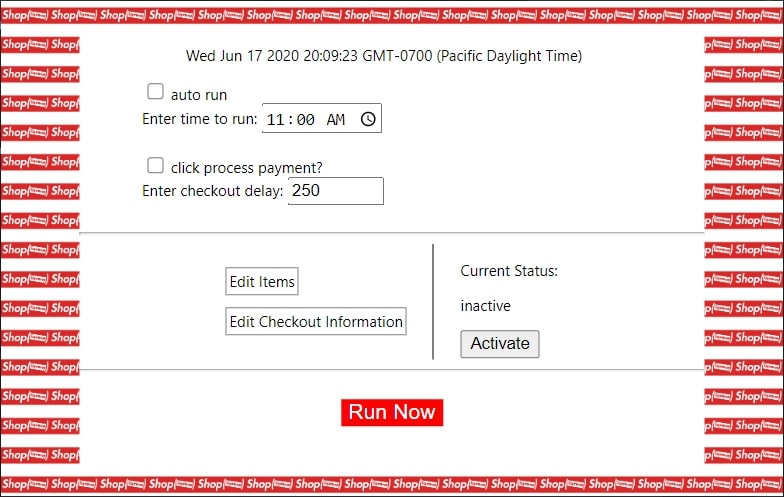 Wed Jun 17 2020 20:09:23 GMT-0700 (Pacific Daylight Time)
auto run
Enter time to run: 11:00 AM
click process payment?
Enter checkout delay: 250
Edit Items
Edit Checkout Information
Current Status:
inactive
Activate
Run Now